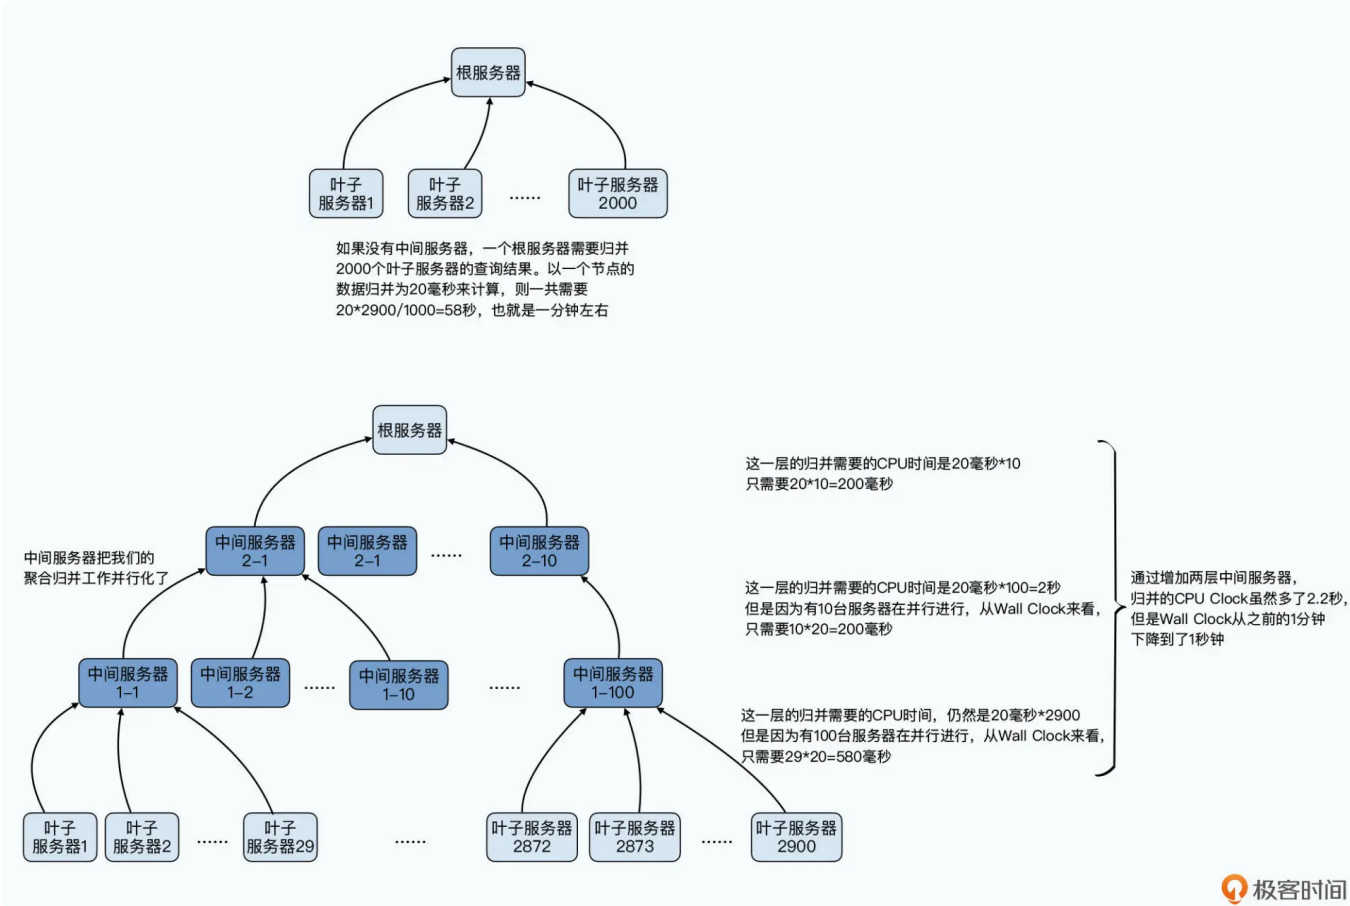 根服务器
叶子
服务器1
叶子
服务器2
......
叶子服务器
2000
如果没有中间服务器，一个根服务器需要归并
2000个叶子服务器的查询结果。以一个节点的
数据归并为20毫秒来计算，则一共需要
20*2900/1000=58秒，也就是一分钟左右
根服务器
这一层的归并需要的CPU时间是20毫秒*10
只需要20*10=200毫秒
中间服务器把我们的
聚合归并工作并行化了
中间服务器
2-1
中间服务器
2-1
......
中间服务器
2-10
这一层的归并需要的CPU时间是20毫秒*100=2秒
但是因为有10台服务器在并行进行，从Wall Clock来看，
只需要10*20=200毫秒
通过增加两层中间服务器，
归并的CPU Clock虽然多了2.2秒，
但是Wall Clock从之前的1分钟
下降到了1秒钟
中间服务器
1-1
中间服务器
1-2
......
中间服务器
1-10
......
中间服务器
1-100
这一层的归并需要的CPU时间，仍然是20毫秒*2900
但是因为有100台服务器在并行进行，从Wall Clock来看，
只需要29*20=580毫秒
叶子
服务器1
叶子
服务器2
......
叶子
服务器29
......
叶子服务器
2872
叶子服务器
2873
......
叶子服务器
2900
极客时间